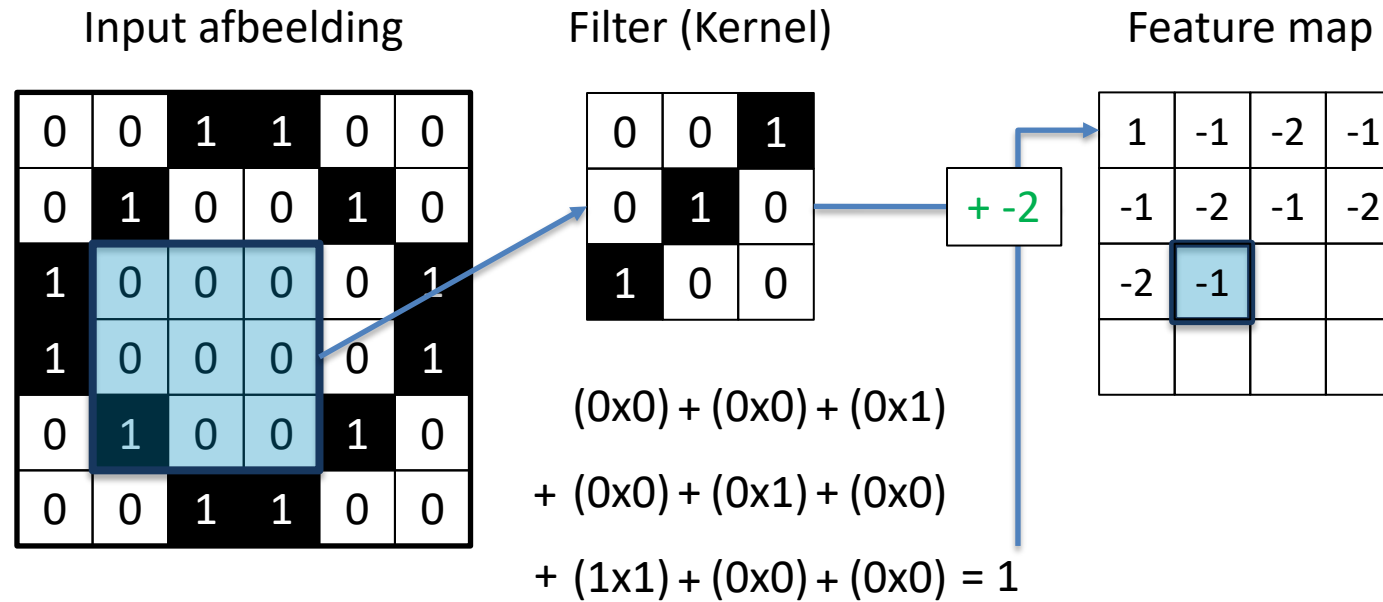 Input afbeelding
Filter (Kernel)
Feature map
0 0 1 1 0 0
0 1 0 0 1 0
1 0 0 0 0 1
1 0 0 0 0 1
0 1 0 0 1 0
0 0 1 1 0 0
0 0 1
0 1 0
1 0 0
+ -2
(0x0) + (0x0) + (0x1)
+ (0x0) + (0x1) + (0x0)
+ (1x1) + (0x0) + (0x0) = 1
1 -1 -2 -1
-1 -2 -1 -2
-2 -1